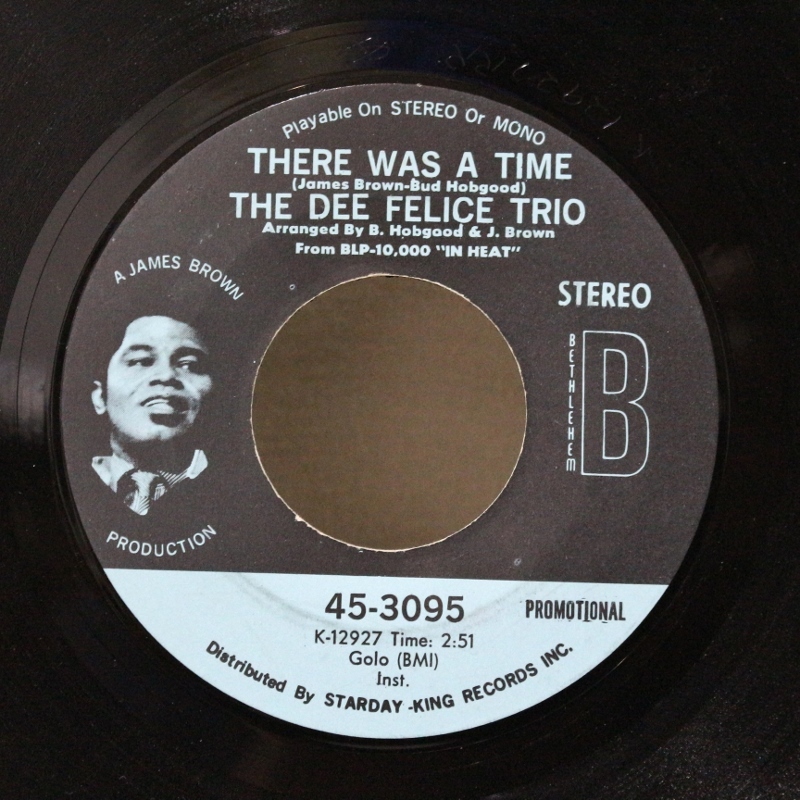 Playable On STEREO Or MONO
THERE WAS A TIME
(James Brown-Bud Hobgood)
THE DEE FELICE TRIO
Arranged By B. Hobgood & J. Brown
From BLP-10,000 "IN HEAT"
A JAMES BROWN
PRODUCTION
STEREO
BETHLEHEM
B
45-3095
PROMOTIONAL
K-12927 Time: 2:51
Golo (BMI)
Inst.
Distributed By STARDAY-KING RECORDS INC.